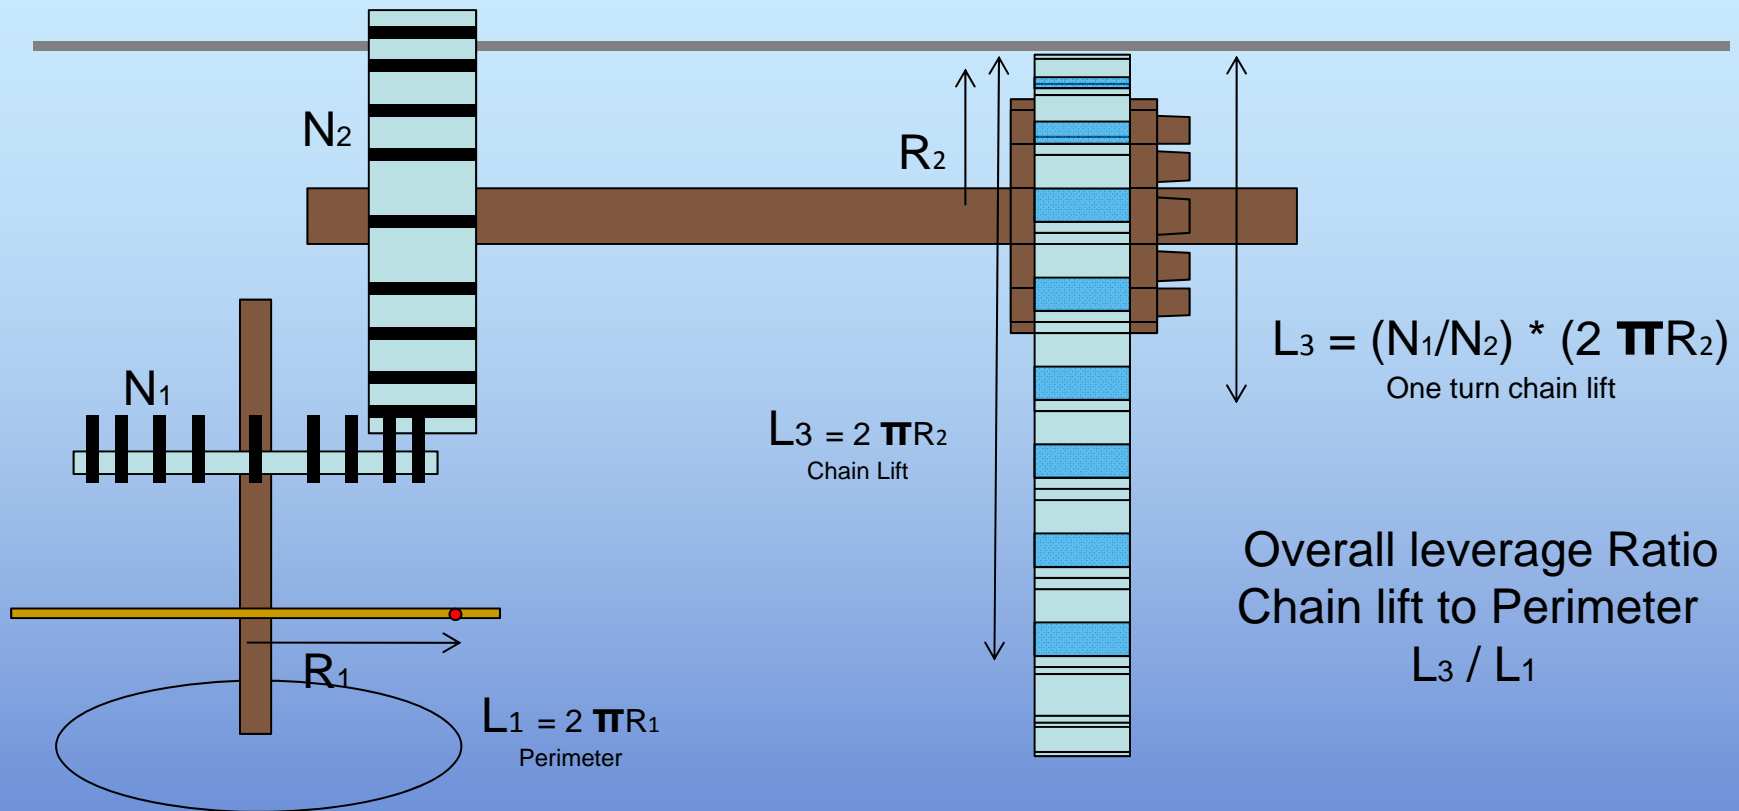 N₂
R₂
N₁
L₃ = (N₁/N₂) * (2 πR₂)
One turn chain lift
L₃ = 2 πR₂
Chain Lift
Overall leverage Ratio
Chain lift to Perimeter
L₃ / L₁
R₁
L₁ = 2 πR₁
Perimeter